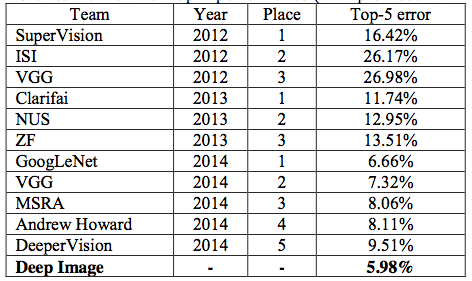 Team Year Place Top-5 error
SuperVision 2012 1 16.42%
ISI 2012 2 26.17%
VGG 2012 3 26.98%
Clarifai 2013 1 11.74%
NUS 2013 2 12.95%
ZF 2013 3 13.51%
GoogLeNet 2014 1 6.66%
VGG 2014 2 7.32%
MSRA 2014 3 8.06%
Andrew Howard 2014 4 8.11%
DeeperVision 2014 5 9.51%
Deep Image - - 5.98%